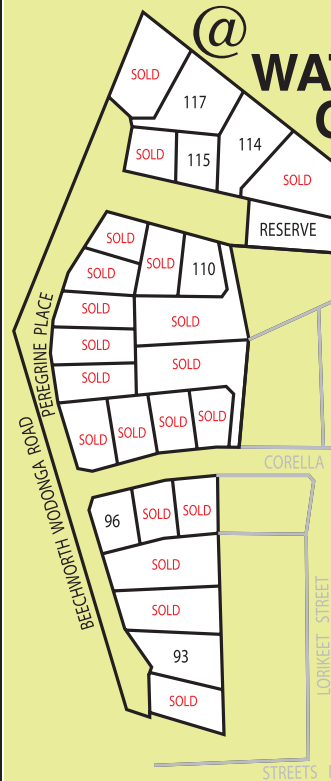 @
WAT
SOLD
117
114
SOLD
115
SOLD
RESERVE
SOLD
SOLD
110
SOLD
SOLD
SOLD
SOLD
SOLD
SOLD
SOLD
SOLD
SOLD
SOLD
PEREGRINE PLACE
BEECHWORTH WODONGA ROAD
CORELLA
96
SOLD
SOLD
SOLD
SOLD
93
SOLD
LORIKEET STREET
STREETS